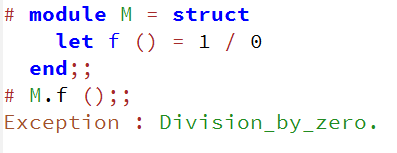 # module M = struct
let f () = 1 / 0
end;;
# M.f ();;
Exception : Division_by_zero.